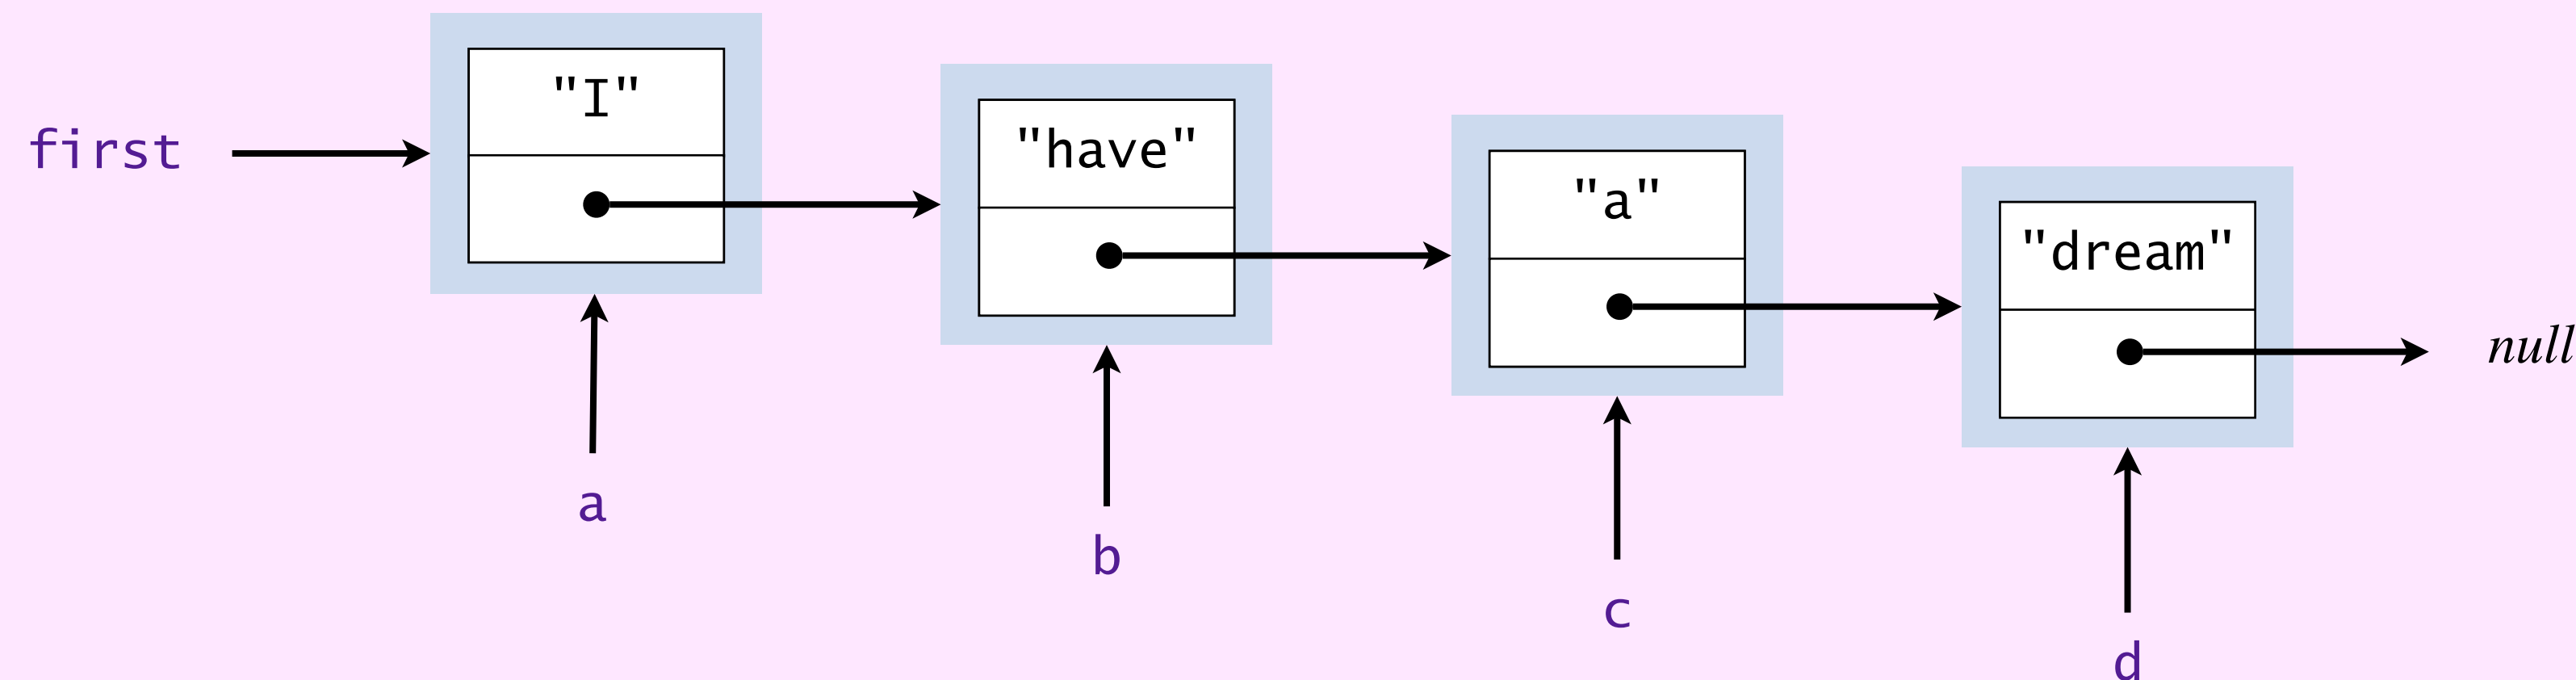 first
"I"
"have"
"a"
"dream"
null
a
b
c
d